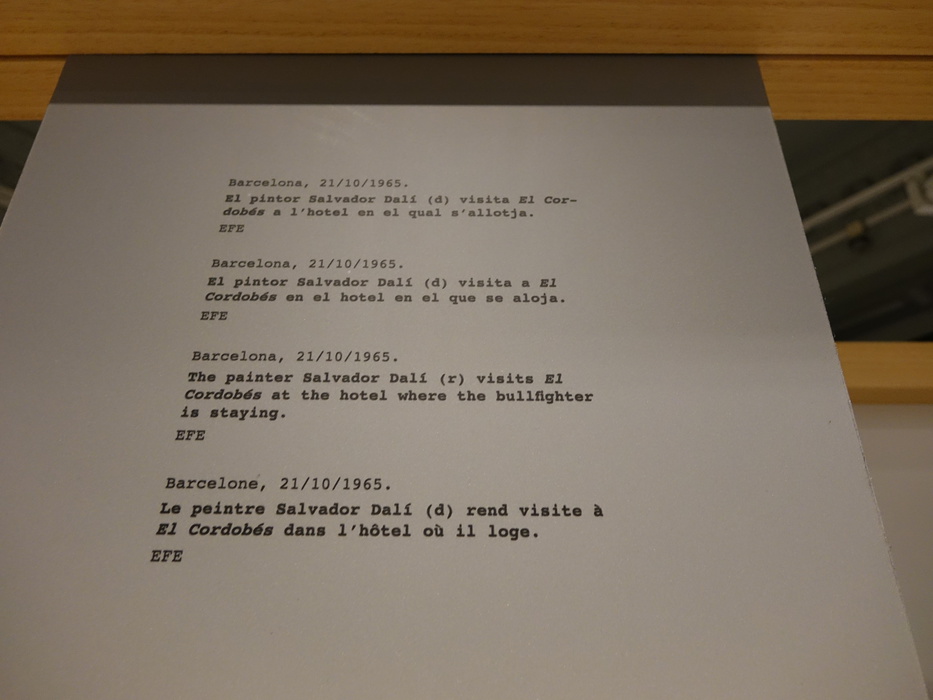 Barcelona, 21/10/1965.
El pintor Salvador Dalí (d) visita El Cor-
dobés a l'hotel en el qual s'allotja.
EFE
Barcelona, 21/10/1965.
El pintor Salvador Dalí (d) visita a El
Cordobés en el hotel en el que se aloja.
EFE
Barcelona, 21/10/1965.
The painter Salvador Dalí (r) visits El
Cordobés at the hotel where the bullfighter
is staying.
EFE
Barcelone, 21/10/1965.
Le peintre Salvador Dalí (d) rend visite à
El Cordobés dans l'hôtel où il loge.
EFE